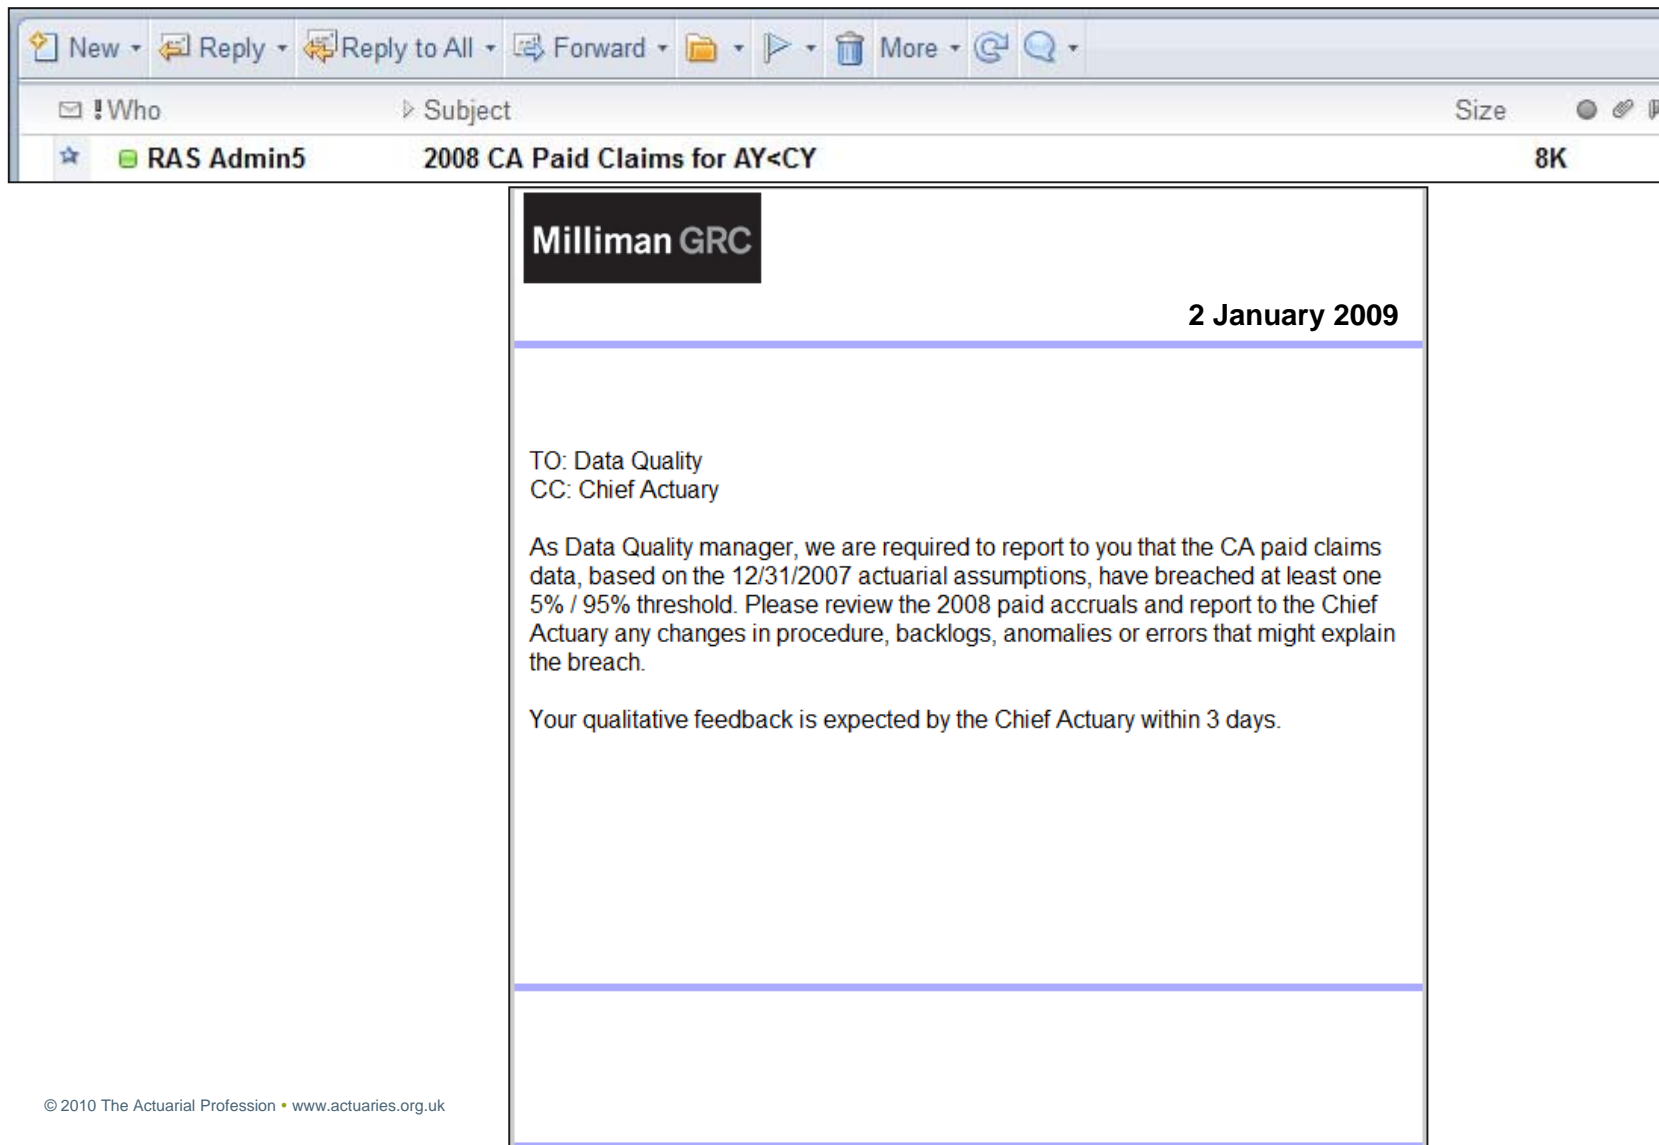 New Reply Reply to All Forward More
!Who Subject Size
RAS Admin5 2008 CA Paid Claims for AY<CY 8K
Milliman GRC
2 January 2009
TO: Data Quality
CC: Chief Actuary
As Data Quality manager, we are required to report to you that the CA paid claims
data, based on the 12/31/2007 actuarial assumptions, have breached at least one
5% / 95% threshold. Please review the 2008 paid accruals and report to the Chief
Actuary any changes in procedure, backlogs, anomalies or errors that might explain
the breach.
Your qualitative feedback is expected by the Chief Actuary within 3 days.
© 2010 The Actuarial Profession • www.actuaries.org.uk